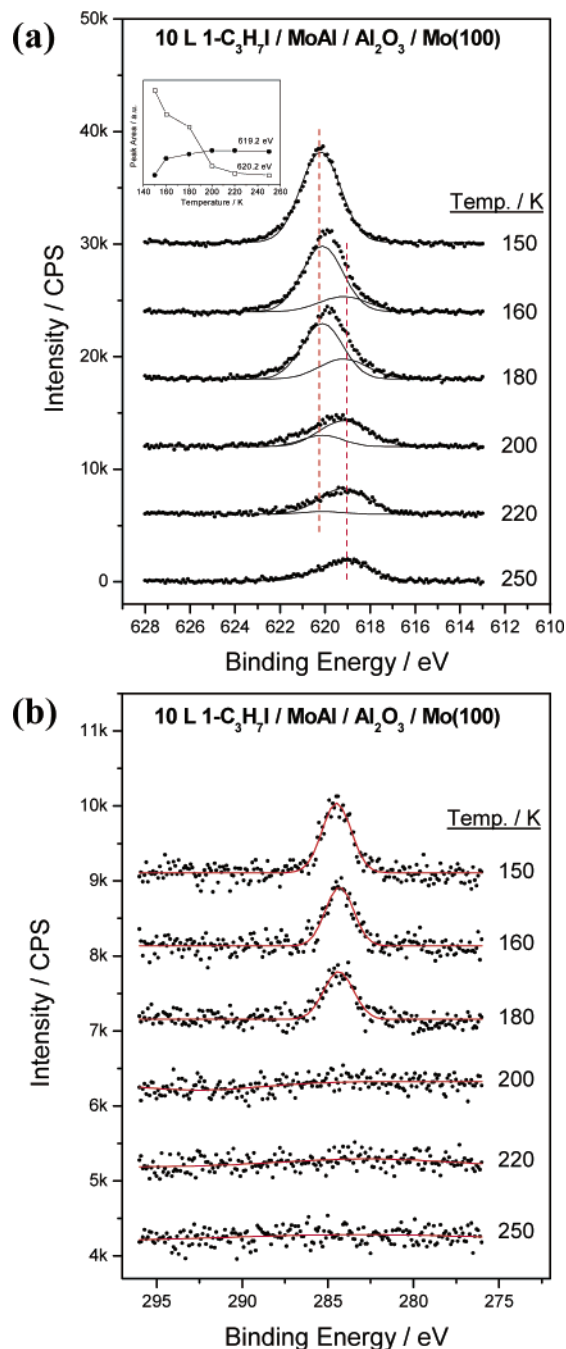 (a)
10 L 1-C₃H₇I / MoAl / Al₂O₃ / Mo(100)
50k
40k
30k
20k
10k
0
Intensity / CPS
Peak Area / a.u.
619.2 eV
620.2 eV
140 160 180 200 220 240 260
Temperature / K
Temp. / K
150
160
180
200
220
250
628 626 624 622 620 618 616 614 612 610
Binding Energy / eV
(b)
10 L 1-C₃H₇I / MoAl / Al₂O₃ / Mo(100)
11k
10k
9k
8k
7k
6k
5k
4k
Intensity / CPS
Temp. / K
150
160
180
200
220
250
295 290 285 280 275
Binding Energy / eV